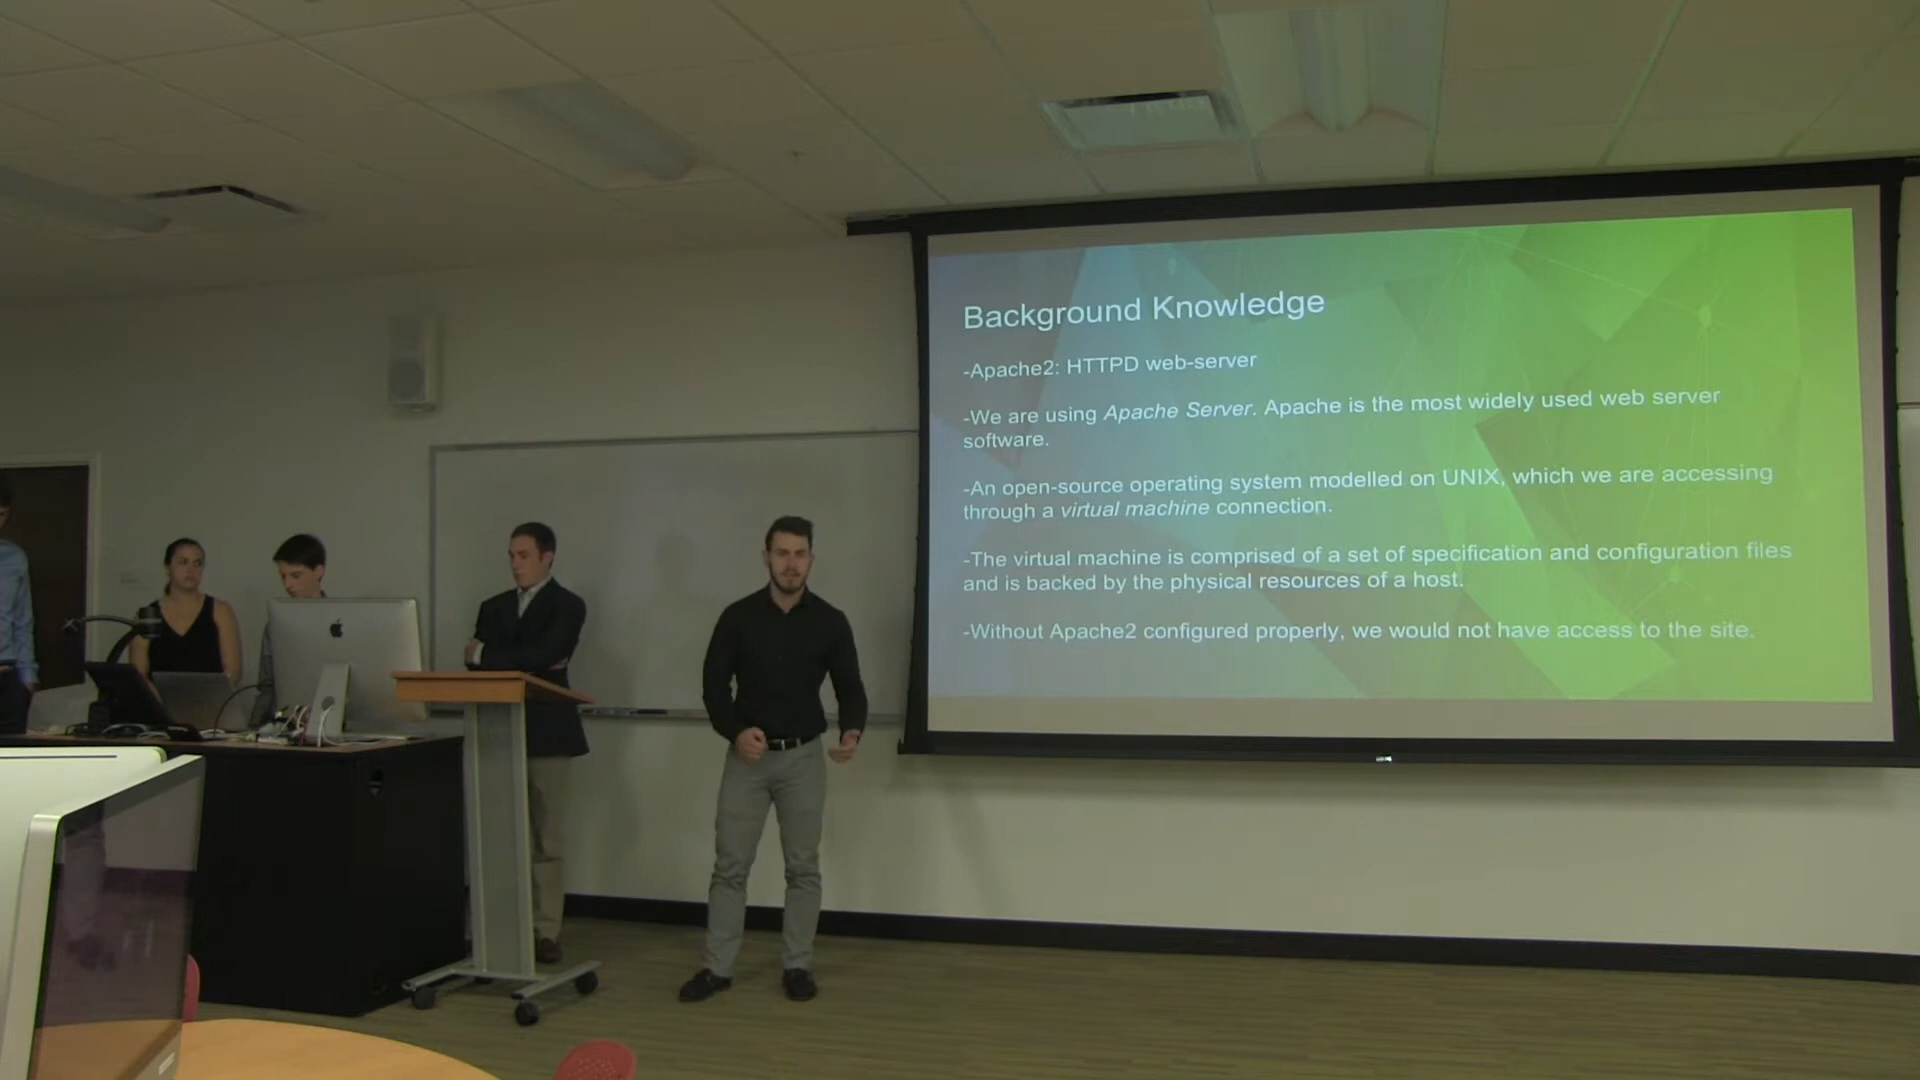 Background Knowledge
-Apache2: HTTPD web-server
-We are using Apache Server. Apache is the most widely used web server
software.
-An open-source operating system modelled on UNIX, which we are accessing
through a virtual machine connection.
-The virtual machine is comprised of a set of specification and configuration files
and is backed by the physical resources of a host.
-Without Apache2 configured properly, we would not have access to the site.